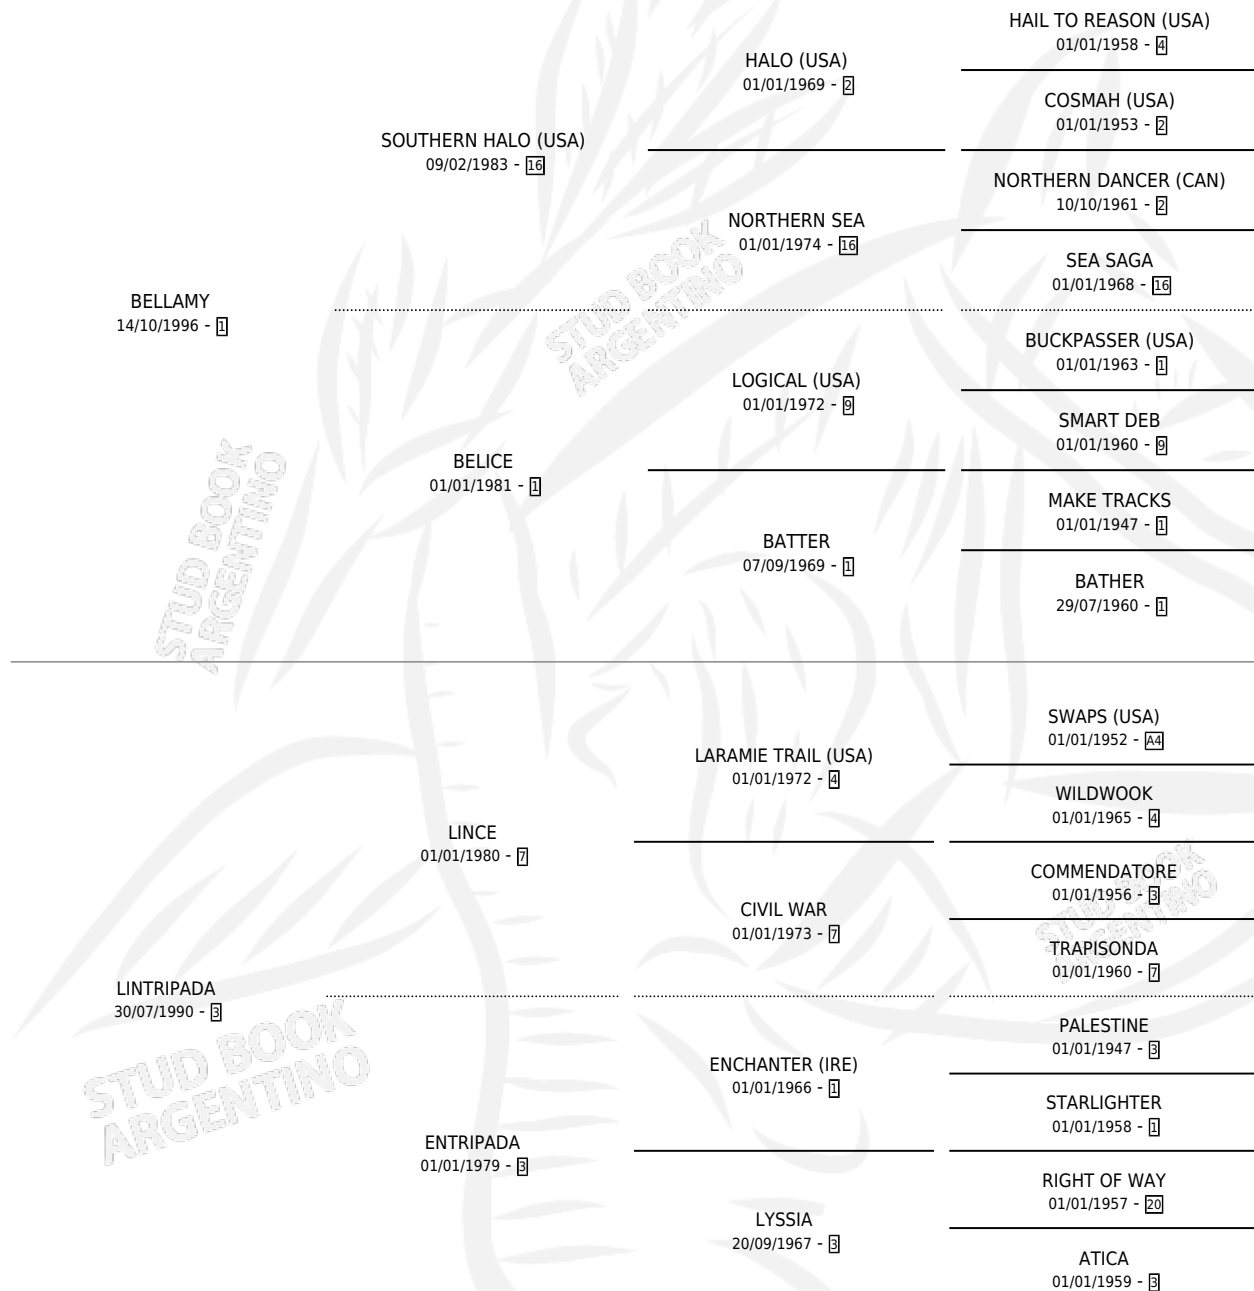 HAIL TO REASON (USA)
01/01/1958 - 4
HALO (USA)
01/01/1969 - 2
COSMAH (USA)
01/01/1953 - 2
SOUTHERN HALO (USA)
09/02/1983 - 16
NORTHERN DANCER (CAN)
10/10/1961 - 2
NORTHERN SEA
01/01/1974 - 16
SEA SAGA
01/01/1968 - 16
BELLAMY
14/10/1996 - 1
STUD BOOK
ARGENTINO
BUCKPASSER (USA)
01/01/1963 - 1
LOGICAL (USA)
01/01/1972 - 9
SMART DEB
01/01/1960 - 9
BELICE
01/01/1981 - 1
MAKE TRACKS
01/01/1947 - 1
BATTER
07/09/1969 - 1
BATHER
29/07/1960 - 1
STUD BOOK
ARGENTINO
SWAPS (USA)
01/01/1952 - A4
LARAMIE TRAIL (USA)
01/01/1972 - 4
WILDWOOK
01/01/1965 - 4
LINCE
01/01/1980 - 7
COMMENDATORE
01/01/1956 - 3
CIVIL WAR
01/01/1973 - 7
TRAPISONDA
01/01/1960 - 7
STUD BOOK
ARGENTINO
LINTRIPADA
30/07/1990 - 3
PALESTINE
01/01/1947 - 3
ENCHANTER (IRE)
01/01/1966 - 1
STARLIGHTER
01/01/1958 - 1
STUD BOOK
ARGENTINO
ENTRIPADA
01/01/1979 - 3
RIGHT OF WAY
01/01/1957 - 20
LYSSIA
20/09/1967 - 3
ATICA
01/01/1959 - 3